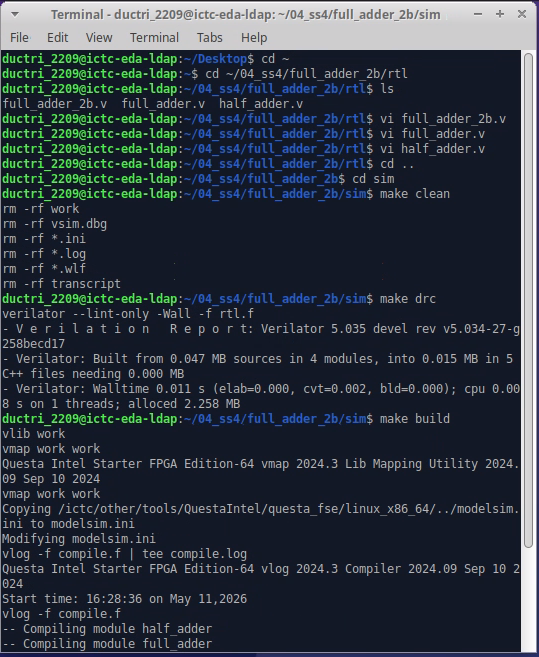 Terminal - ductri_2209@ictc-eda-ldap: ~/04_ss4/full_adder_2b/sim
File Edit View Terminal Tabs Help
ductri_2209@ictc-eda-ldap:~/Desktop$ cd ~
ductri_2209@ictc-eda-ldap:~$ cd ~/04_ss4/full_adder_2b/rtl
ductri_2209@ictc-eda-ldap:~/04_ss4/full_adder_2b/rtl$ ls
full_adder_2b.v  full_adder.v  half_adder.v
ductri_2209@ictc-eda-ldap:~/04_ss4/full_adder_2b/rtl$ vi full_adder_2b.v
ductri_2209@ictc-eda-ldap:~/04_ss4/full_adder_2b/rtl$ vi full_adder.v
ductri_2209@ictc-eda-ldap:~/04_ss4/full_adder_2b/rtl$ vi half_adder.v
ductri_2209@ictc-eda-ldap:~/04_ss4/full_adder_2b/rtl$ cd ..
ductri_2209@ictc-eda-ldap:~/04_ss4/full_adder_2b$ cd sim
ductri_2209@ictc-eda-ldap:~/04_ss4/full_adder_2b/sim$ make clean
rm -rf work
rm -rf vsim.dbg
rm -rf *.ini
rm -rf *.log
rm -rf *.wlf
rm -rf transcript
ductri_2209@ictc-eda-ldap:~/04_ss4/full_adder_2b/sim$ make drc
verilator --lint-only -Wall -f rtl.f
- V e r i l a t i o n   R e p o r t: Verilator 5.035 devel rev v5.034-27-g
258becd17
- Verilator: Built from 0.047 MB sources in 4 modules, into 0.015 MB in 5
C++ files needing 0.000 MB
- Verilator: Walltime 0.011 s (elab=0.000, cvt=0.002, bld=0.000); cpu 0.00
8 s on 1 threads; alloced 2.258 MB
ductri_2209@ictc-eda-ldap:~/04_ss4/full_adder_2b/sim$ make build
vlib work
vmap work work
Questa Intel Starter FPGA Edition-64 vmap 2024.3 Lib Mapping Utility 2024.
09 Sep 10 2024
vmap work work
Copying /ictc/other/tools/QuestaIntel/questa_fse/linux_x86_64/../modelsim.
ini to modelsim.ini
Modifying modelsim.ini
vlog -f compile.f | tee compile.log
Questa Intel Starter FPGA Edition-64 vlog 2024.3 Compiler 2024.09 Sep 10 2
024
Start time: 16:28:36 on May 11,2026
vlog -f compile.f
-- Compiling module half_adder
-- Compiling module full_adder